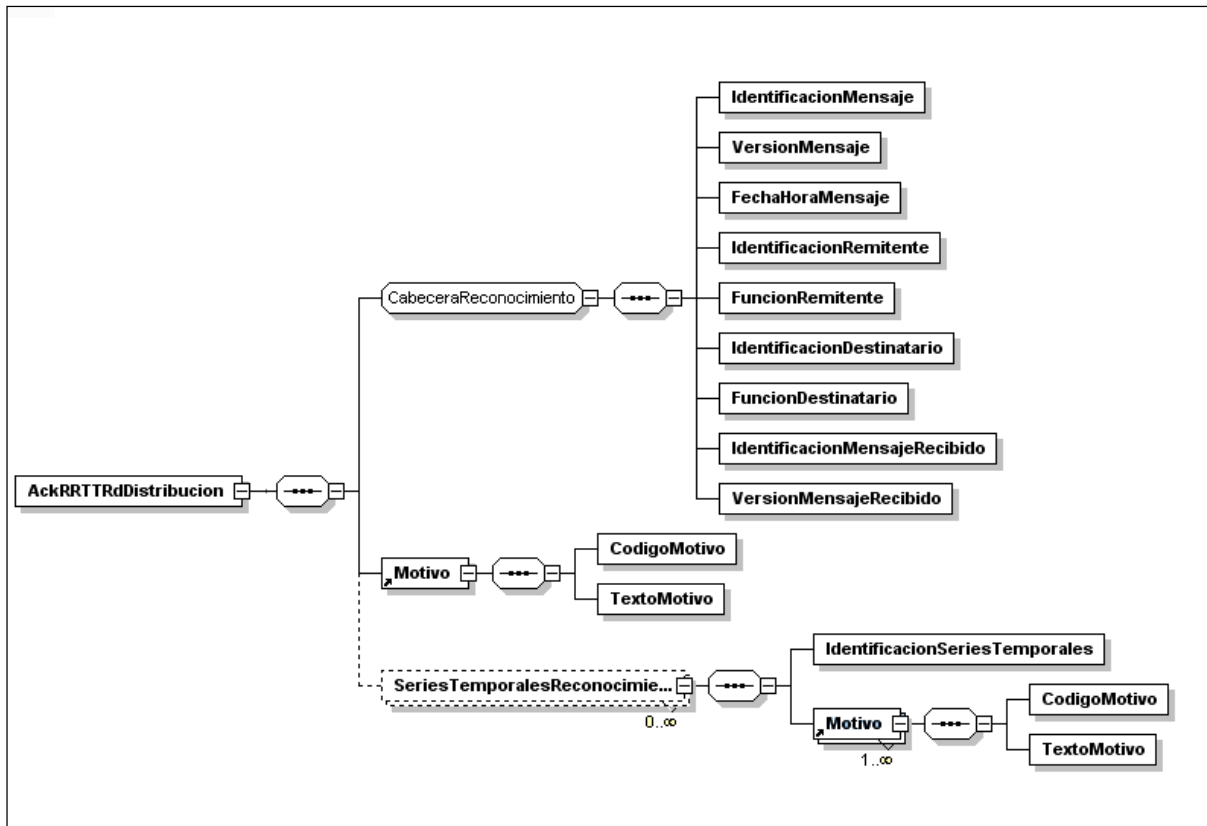 IdentificacionMensaje
VersionMensaje
FechaHoraMensaje
IdentificacionRemitente
CabeceraReconocimiento
FuncionRemitente
IdentificacionDestinatario
FuncionDestinatario
IdentificacionMensajeRecibido
AckRRTTRdDistribucion
VersionMensajeRecibido
Motivo
CodigoMotivo
TextoMotivo
SeriesTemporalesReconocimie...
0..∞
IdentificacionSeriesTemporales
Motivo
1..∞
CodigoMotivo
TextoMotivo